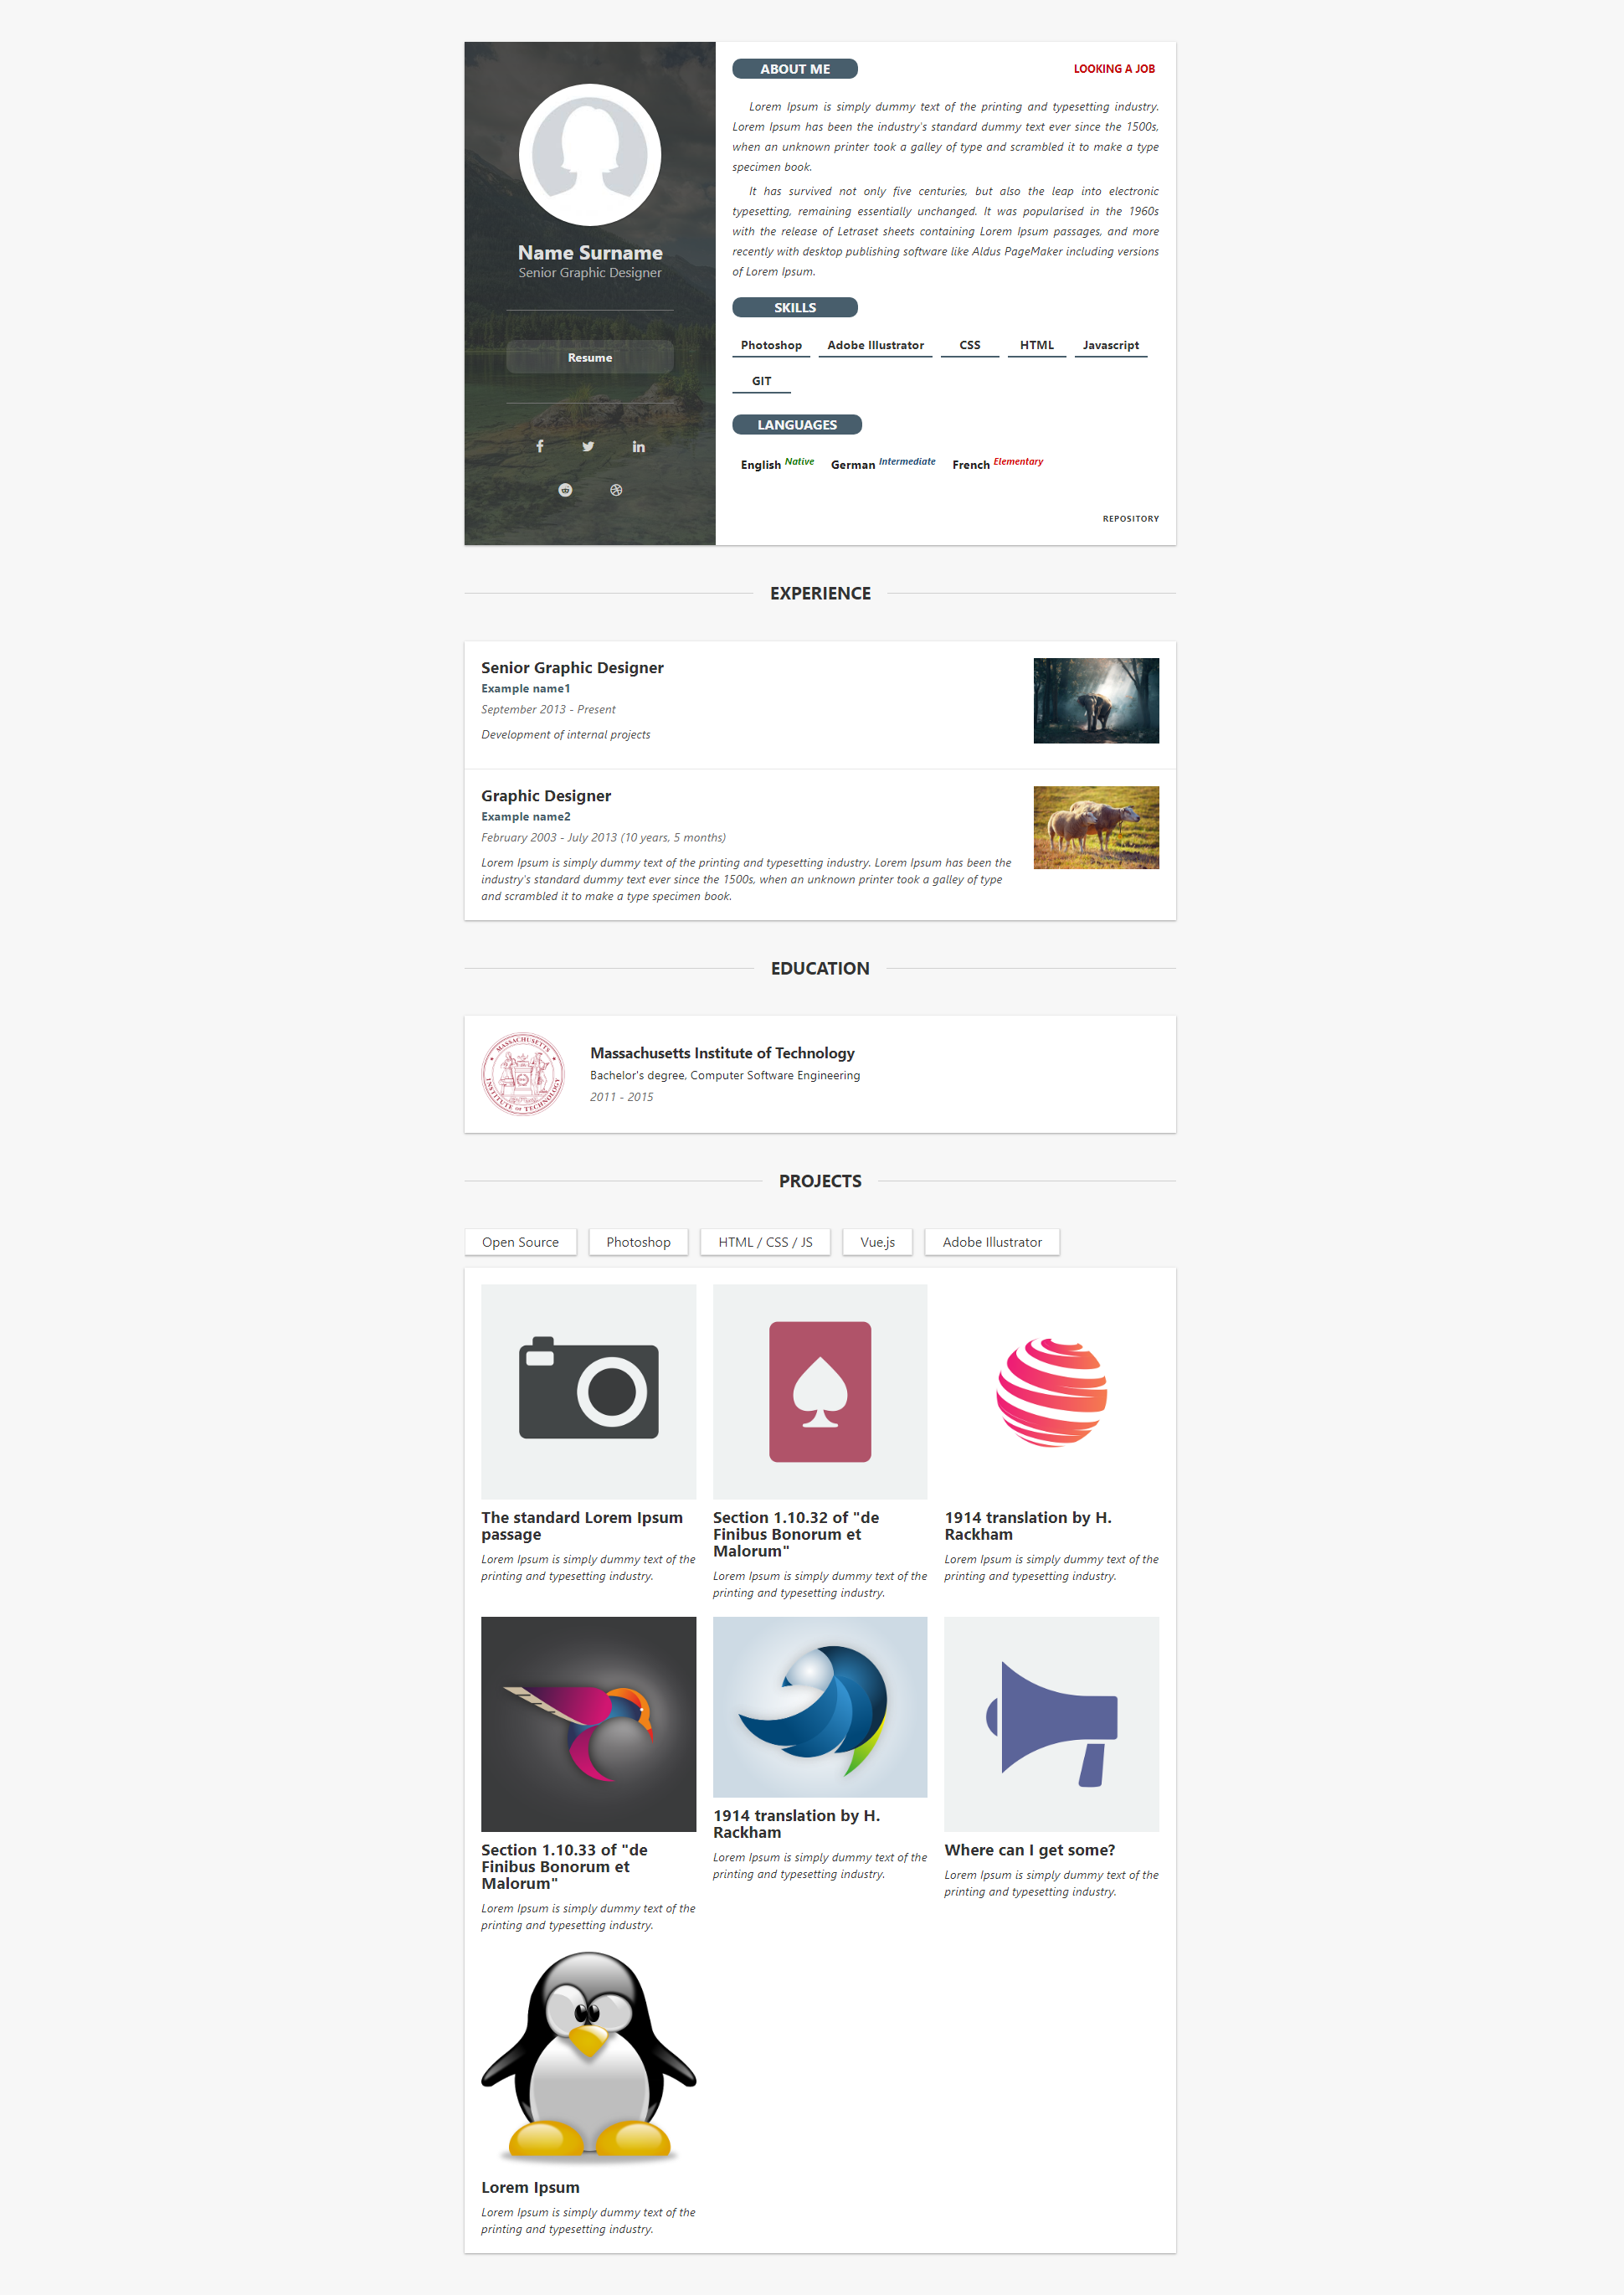 Name Surname
Senior Graphic Designer
Resume
ABOUT ME
LOOKING A JOB
Lorem Ipsum is simply dummy text of the printing and typesetting industry.
Lorem Ipsum has been the industry's standard dummy text ever since the 1500s,
when an unknown printer took a galley of type and scrambled it to make a type
specimen book.
It has survived not only five centuries, but also the leap into electronic
typesetting, remaining essentially unchanged. It was popularised in the 1960s
with the release of Letraset sheets containing Lorem Ipsum passages, and more
recently with desktop publishing software like Aldus PageMaker including versions
of Lorem Ipsum.
SKILLS
Photoshop Adobe Illustrator CSS HTML Javascript
GIT
LANGUAGES
English Native German Intermediate French Elementary
REPOSITORY
EXPERIENCE
Senior Graphic Designer
Example name1
September 2013 - Present
Development of internal projects
Graphic Designer
Example name2
February 2003 - July 2013 (10 years, 5 months)
Lorem Ipsum is simply dummy text of the printing and typesetting industry. Lorem Ipsum has been the
industry's standard dummy text ever since the 1500s, when an unknown printer took a galley of type
and scrambled it to make a type specimen book.
EDUCATION
MASSACHUSETTS
INSTITUTE OF TECHNOLOGY
Massachusetts Institute of Technology
Bachelor's degree, Computer Software Engineering
2011 - 2015
PROJECTS
Open Source Photoshop HTML / CSS / JS Vue.js Adobe Illustrator
The standard Lorem Ipsum
passage
Lorem Ipsum is simply dummy text of the
printing and typesetting industry.
Section 1.10.32 of "de
Finibus Bonorum et
Malorum"
Lorem Ipsum is simply dummy text of the
printing and typesetting industry.
1914 translation by H.
Rackham
Lorem Ipsum is simply dummy text of the
printing and typesetting industry.
Section 1.10.33 of "de
Finibus Bonorum et
Malorum"
Lorem Ipsum is simply dummy text of the
printing and typesetting industry.
1914 translation by H.
Rackham
Lorem Ipsum is simply dummy text of the
printing and typesetting industry.
Where can I get some?
Lorem Ipsum is simply dummy text of the
printing and typesetting industry.
Lorem Ipsum
Lorem Ipsum is simply dummy text of the
printing and typesetting industry.